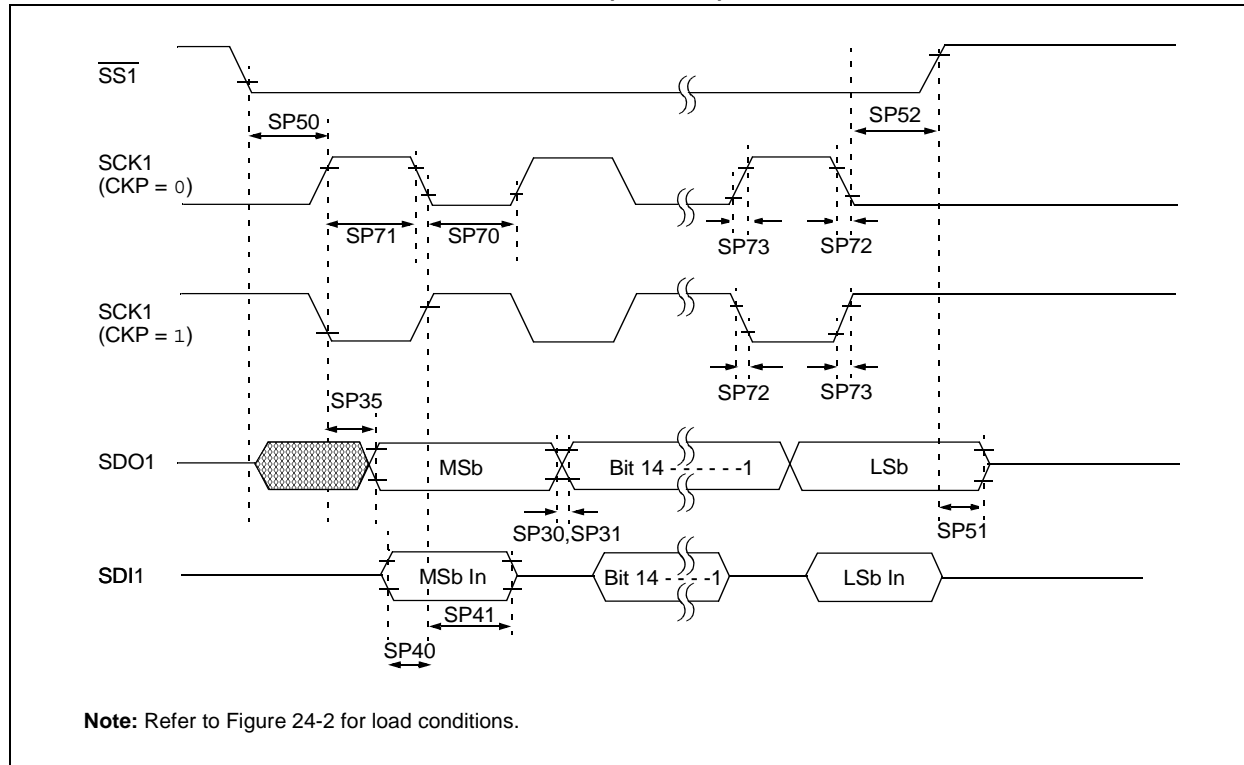 SS1
SP50
SP52
SCK1
(CKP = 0)
SP71
SP70
SP73
SP72
SCK1
(CKP = 1)
SP72
SP73
SP35
SDO1
MSb
Bit 14 - - - - - -1
LSb
SP30,SP31
SP51
SDI1
MSb In
Bit 14 - - - -1
LSb In
SP41
SP40
Note: Refer to Figure 24-2 for load conditions.